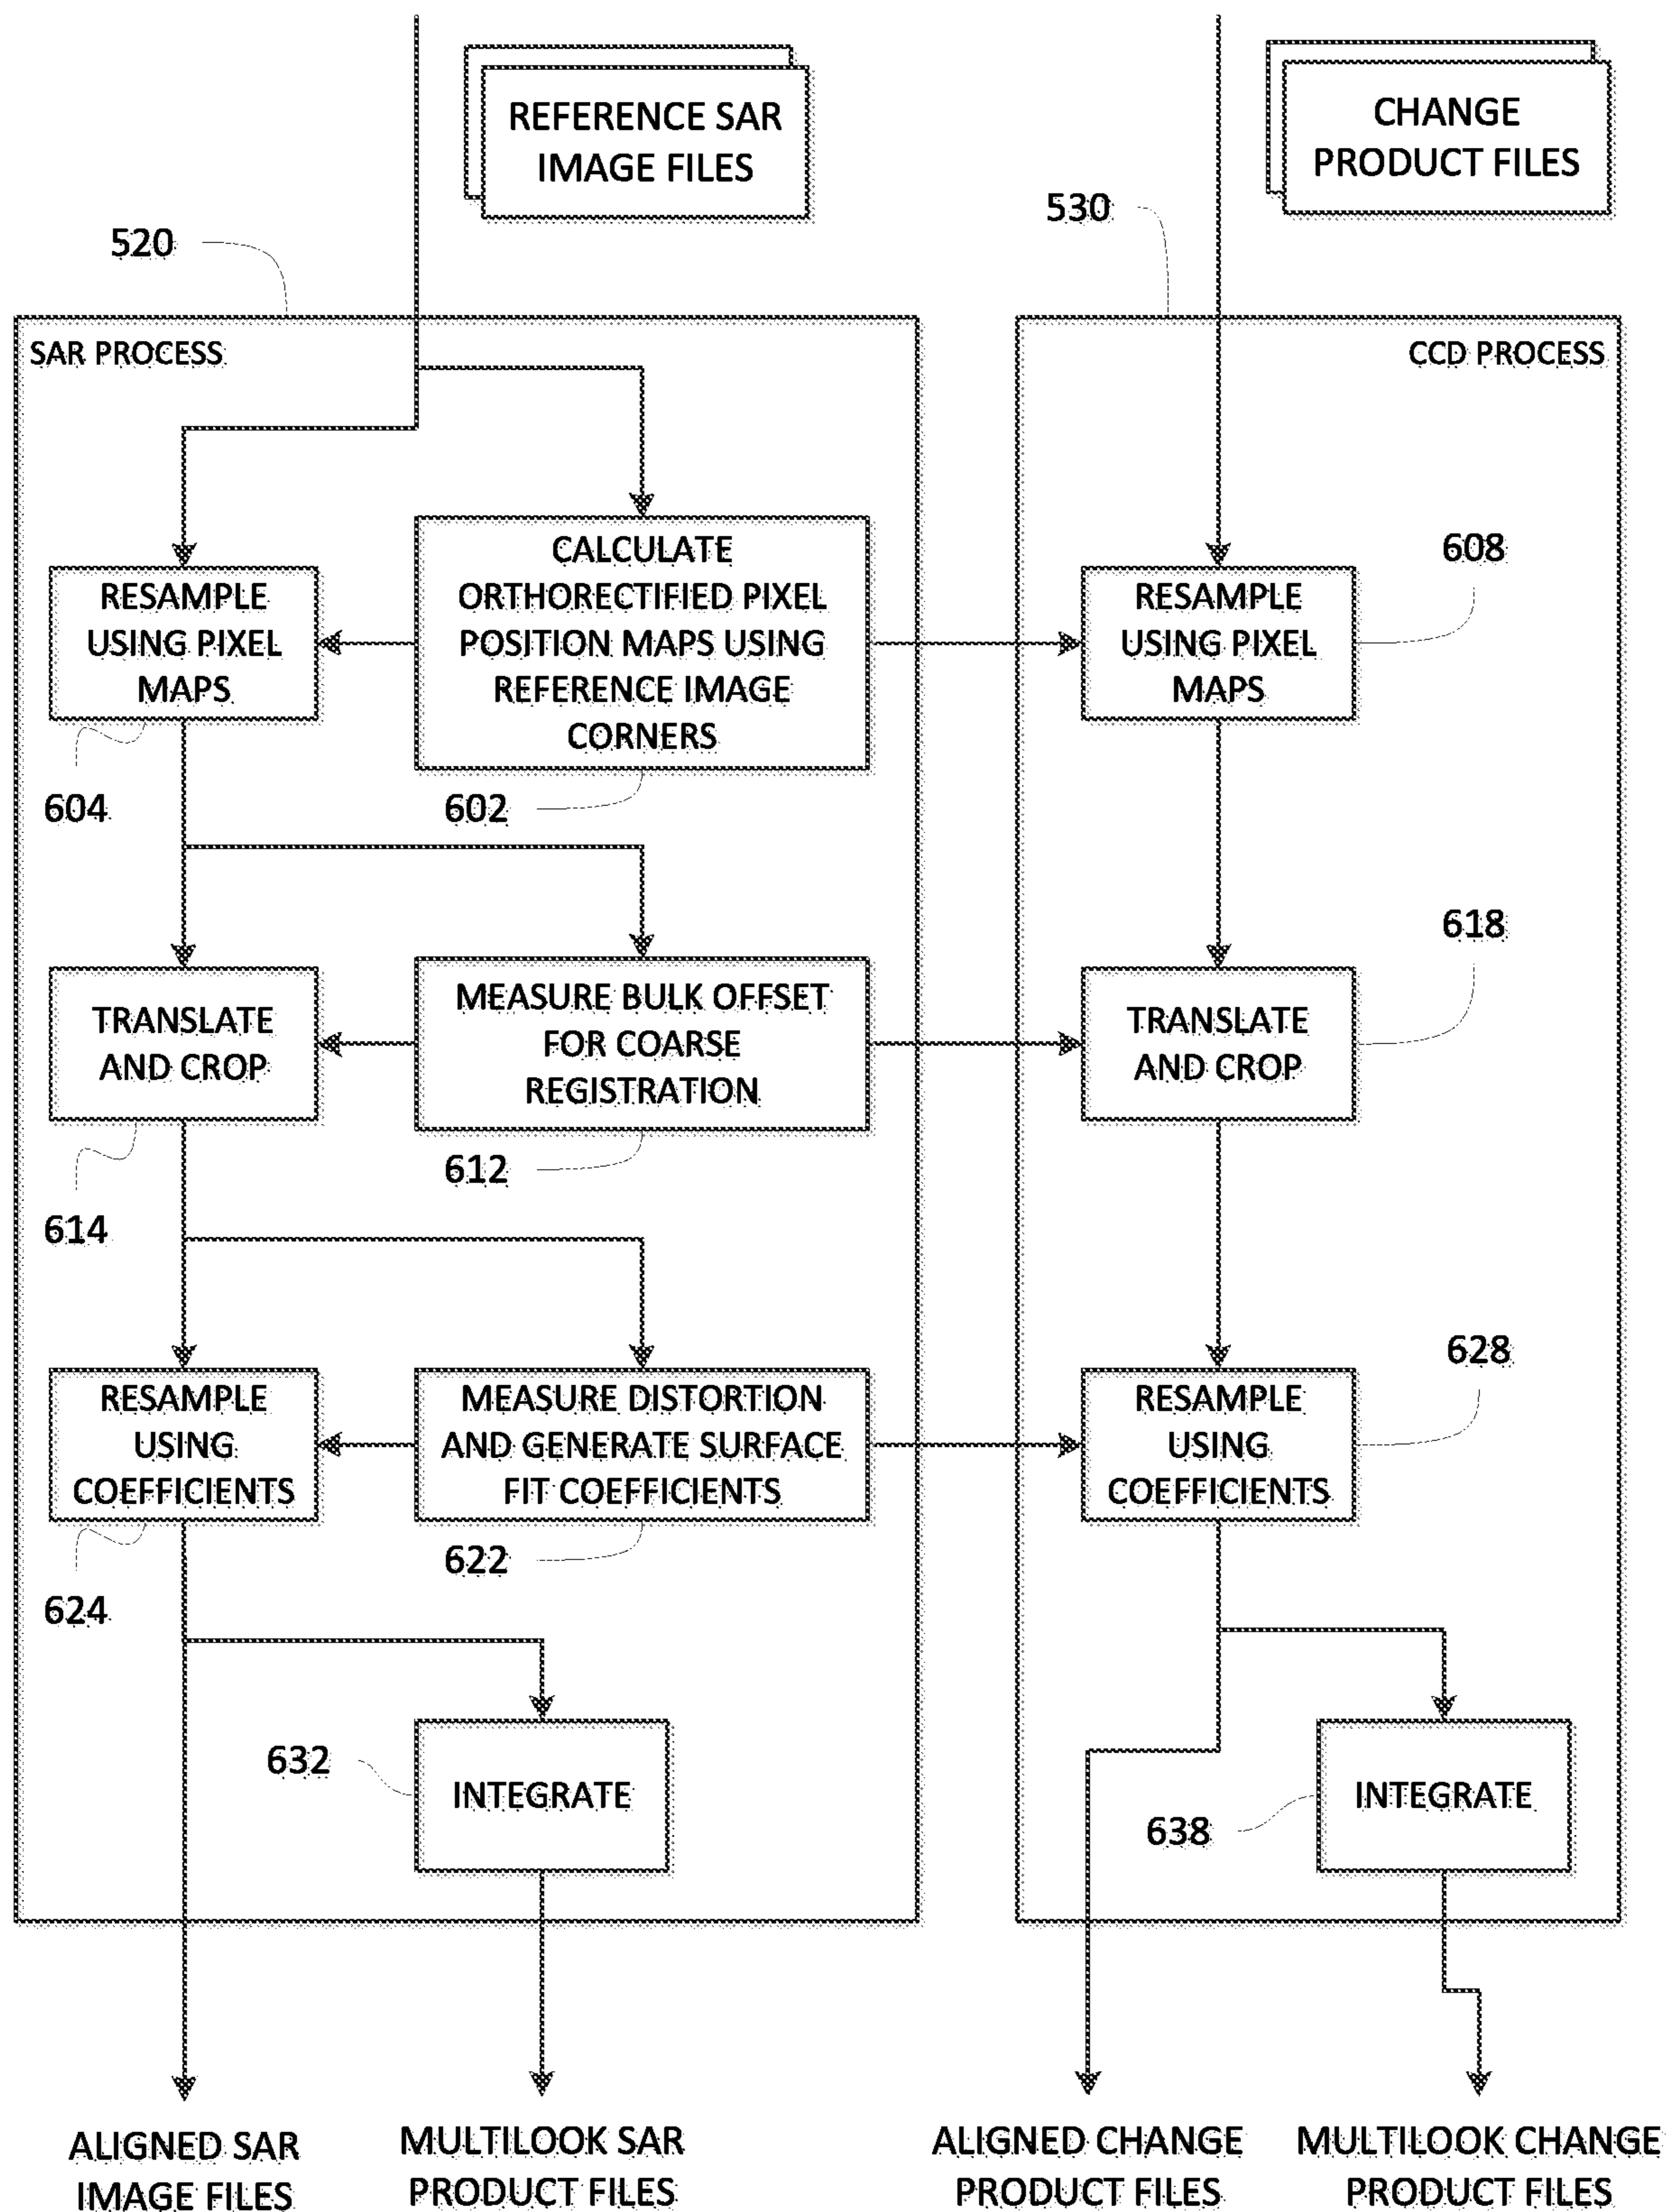 REFERENCE SAR
IMAGE FILES
CHANGE
PRODUCT FILES
520
530
SAR PROCESS
CCD PROCESS
RESAMPLE
USING PIXEL
MAPS
604
CALCULATE
ORTHORECTIFIED PIXEL
POSITION MAPS USING
REFERENCE IMAGE
CORNERS
602
RESAMPLE
USING PIXEL
MAPS
608
TRANSLATE
AND CROP
614
MEASURE BULK OFFSET
FOR COARSE
REGISTRATION
612
TRANSLATE
AND CROP
618
RESAMPLE
USING
COEFFICIENTS
624
MEASURE DISTORTION
AND GENERATE SURFACE
FIT COEFFICIENTS
622
RESAMPLE
USING
COEFFICIENTS
628
632
INTEGRATE
638
INTEGRATE
ALIGNED SAR
IMAGE FILES
MULTILOOK SAR
PRODUCT FILES
ALIGNED CHANGE
PRODUCT FILES
MULTILOOK CHANGE
PRODUCT FILES